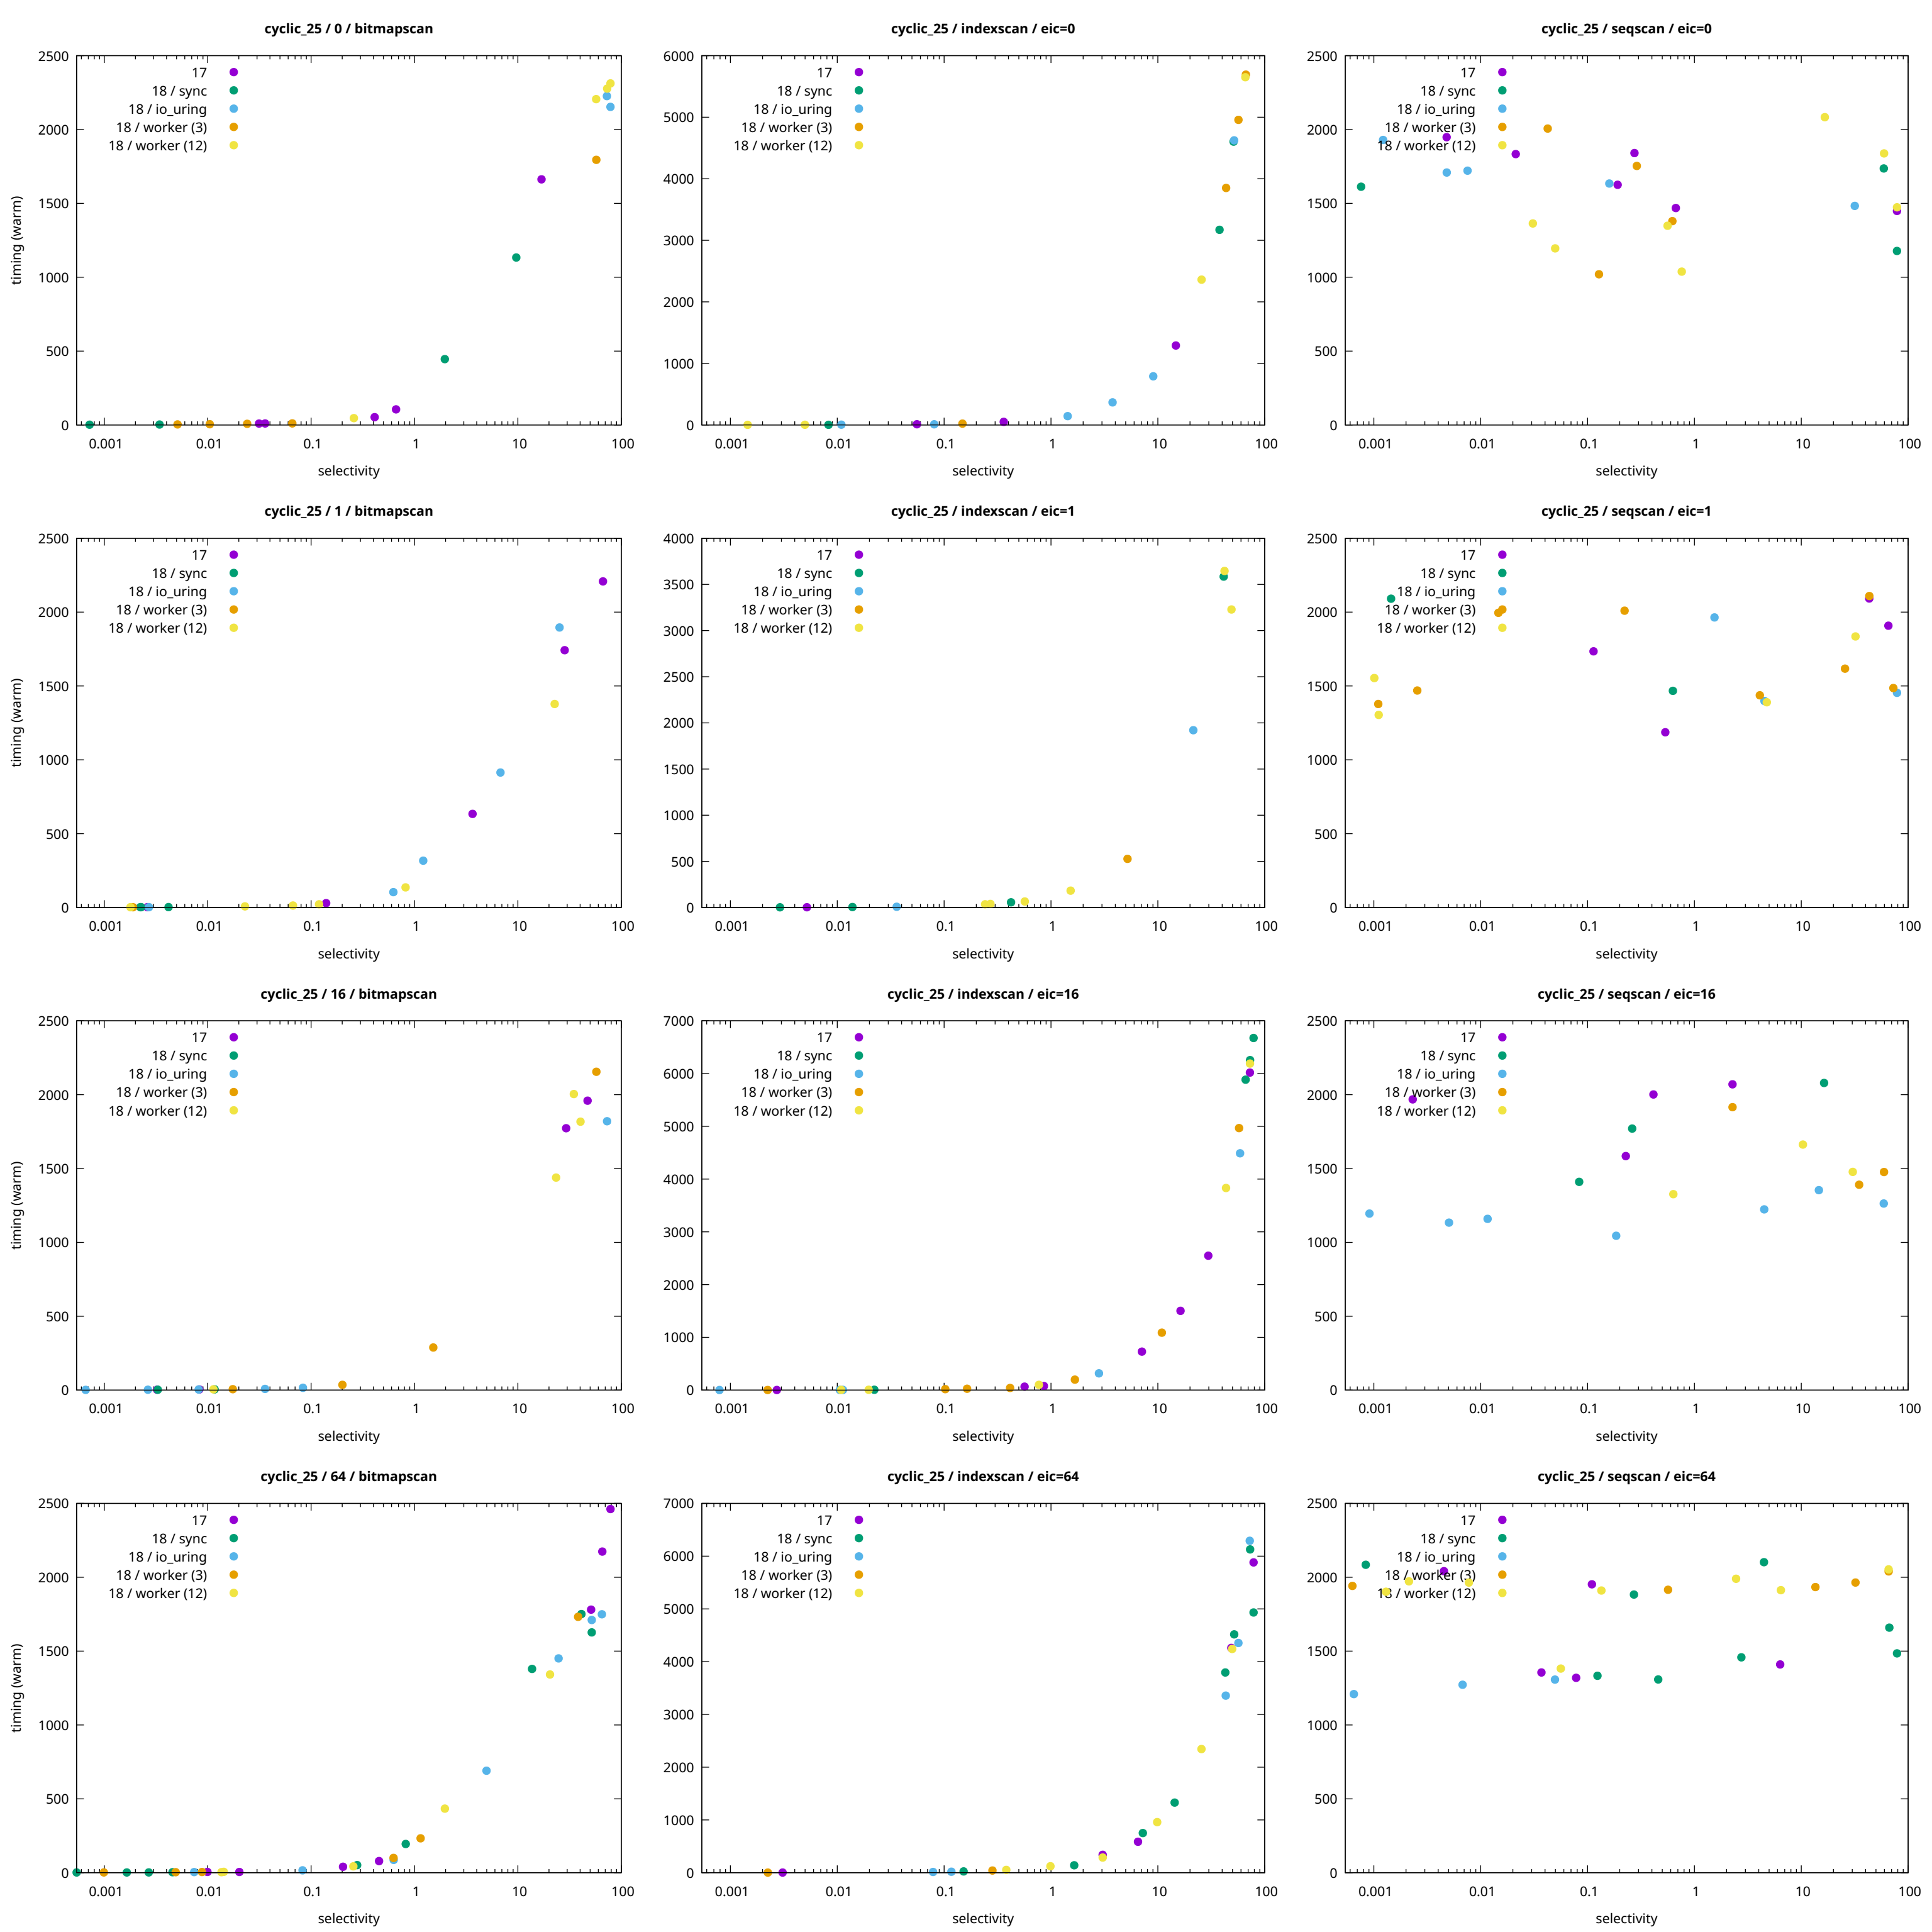 cyclic_25 / 0 / bitmapscan
2500
2000
1500
1000
500
0
timing (warm)
17
18 / sync
18 / io_uring
18 / worker (3)
18 / worker (12)
0.001 0.01 0.1 1 10 100
selectivity
cyclic_25 / indexscan / eic=0
6000
5000
4000
3000
2000
1000
0
17
18 / sync
18 / io_uring
18 / worker (3)
18 / worker (12)
0.001 0.01 0.1 1 10 100
selectivity
cyclic_25 / seqscan / eic=0
2500
2000
1500
1000
500
0
17
18 / sync
18 / io_uring
18 / worker (3)
18 / worker (12)
0.001 0.01 0.1 1 10 100
selectivity
cyclic_25 / 1 / bitmapscan
2500
2000
1500
1000
500
0
timing (warm)
17
18 / sync
18 / io_uring
18 / worker (3)
18 / worker (12)
0.001 0.01 0.1 1 10 100
selectivity
cyclic_25 / indexscan / eic=1
4000
3500
3000
2500
2000
1500
1000
500
0
17
18 / sync
18 / io_uring
18 / worker (3)
18 / worker (12)
0.001 0.01 0.1 1 10 100
selectivity
cyclic_25 / seqscan / eic=1
2500
2000
1500
1000
500
0
17
18 / sync
18 / io_uring
18 / worker (3)
18 / worker (12)
0.001 0.01 0.1 1 10 100
selectivity
cyclic_25 / 16 / bitmapscan
2500
2000
1500
1000
500
0
timing (warm)
17
18 / sync
18 / io_uring
18 / worker (3)
18 / worker (12)
0.001 0.01 0.1 1 10 100
selectivity
cyclic_25 / indexscan / eic=16
7000
6000
5000
4000
3000
2000
1000
0
17
18 / sync
18 / io_uring
18 / worker (3)
18 / worker (12)
0.001 0.01 0.1 1 10 100
selectivity
cyclic_25 / seqscan / eic=16
2500
2000
1500
1000
500
0
17
18 / sync
18 / io_uring
18 / worker (3)
18 / worker (12)
0.001 0.01 0.1 1 10 100
selectivity
cyclic_25 / 64 / bitmapscan
2500
2000
1500
1000
500
0
timing (warm)
17
18 / sync
18 / io_uring
18 / worker (3)
18 / worker (12)
0.001 0.01 0.1 1 10 100
selectivity
cyclic_25 / indexscan / eic=64
7000
6000
5000
4000
3000
2000
1000
0
17
18 / sync
18 / io_uring
18 / worker (3)
18 / worker (12)
0.001 0.01 0.1 1 10 100
selectivity
cyclic_25 / seqscan / eic=64
2500
2000
1500
1000
500
0
17
18 / sync
18 / io_uring
18 / worker (3)
18 / worker (12)
0.001 0.01 0.1 1 10 100
selectivity